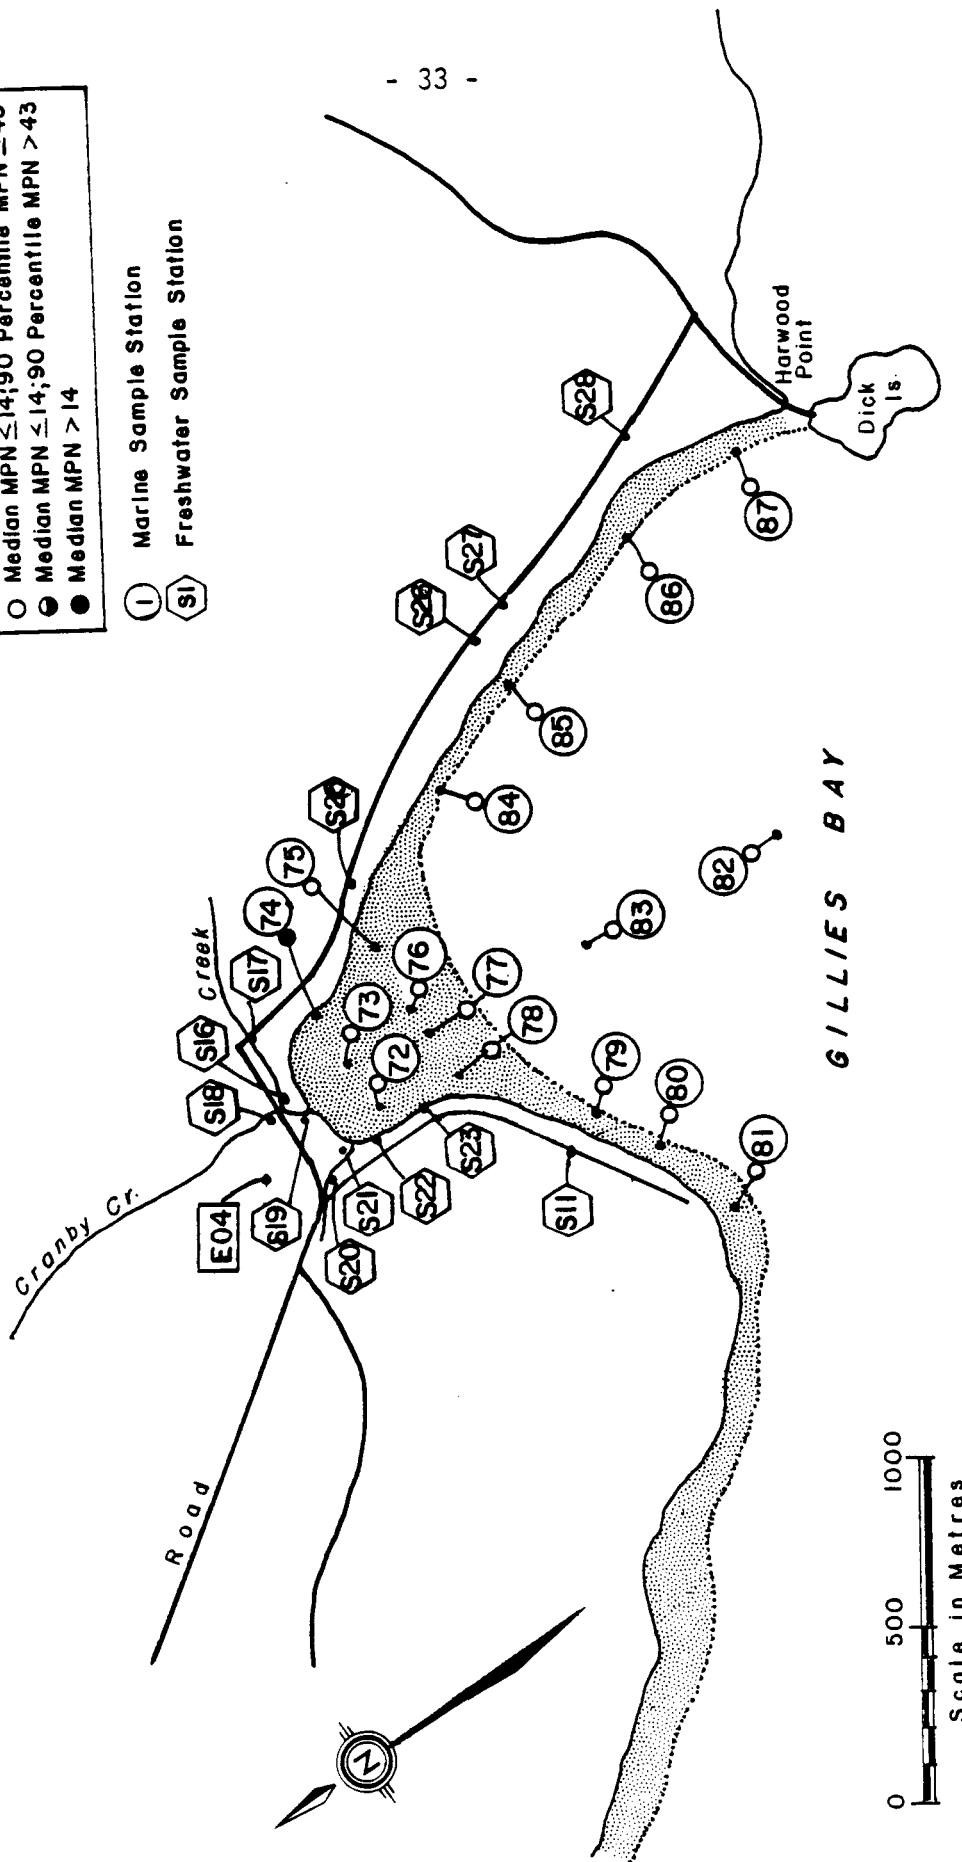 - 33 -
Median MPN ≤14;90 Percentile MPN
Median MPN ≤14;90 Percentile MPN >43
Median MPN >14
1 Marine Sample Station
S1 Freshwater Sample Station
Road
Cranby Cr.
Creek
E04
S18
S16
S17
S19
S20
S21
S22
S23
S11
74
75
73
72
76
77
78
79
80
81
S27
S28
84
85
86
87
83
82
Harwood
Point
Dick
Is.
GILLIES BAY
0 500 1000
Scale in Metres
N